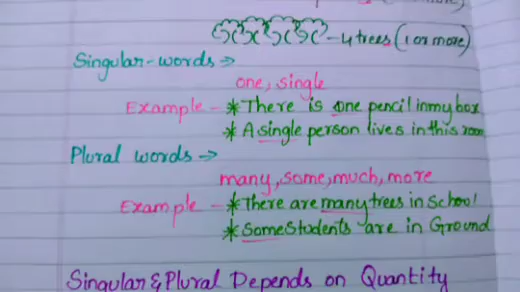 - 4 trees (1 or more)
Singular-words →
one, single
Example - * There is one pencil in my box
* A single person lives in this room
Plural words →
many, some, much, more
Example - * There are many trees in School
* Some Students are in Ground
Singular & Plural Depends on Quantity